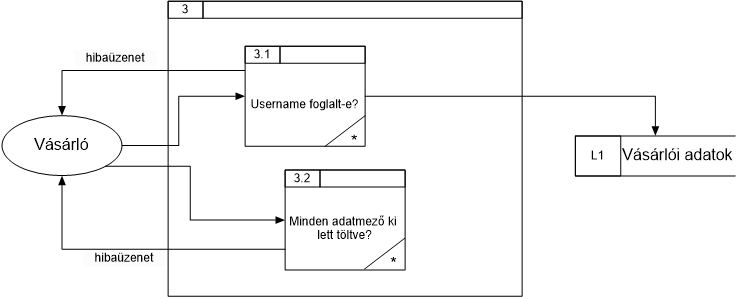 3
3.1
hibaüzenet
Username foglalt-e?
*
Vásárló
L1
Vásárlói adatok
3.2
Minden adatmező ki
lett töltve?
hibaüzenet
*